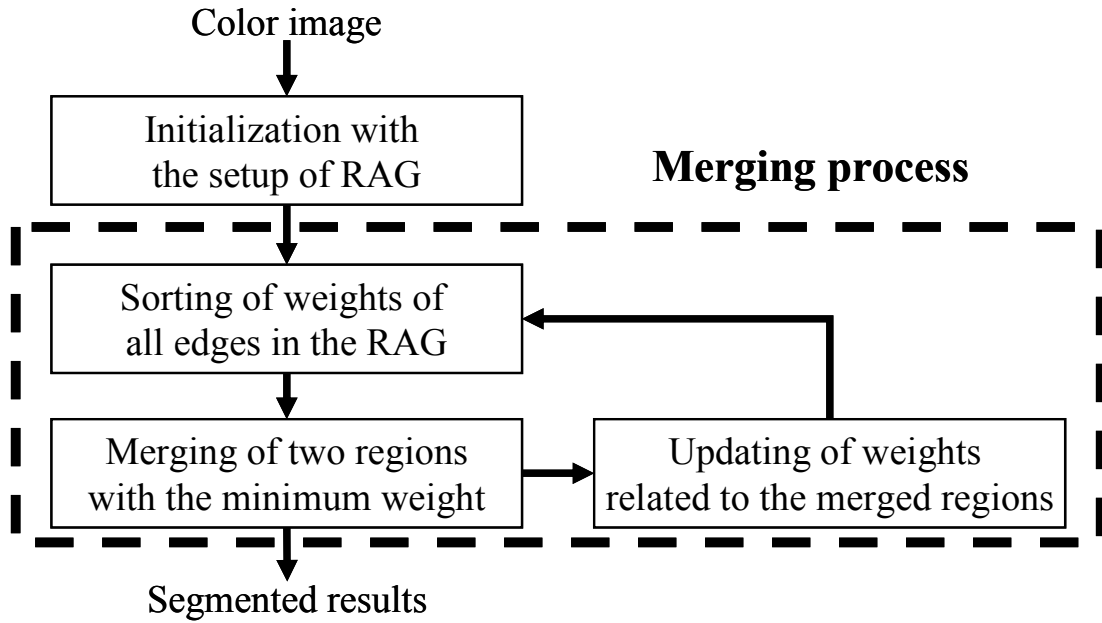 Color image
Initialization with
the setup of RAG
Merging process
Sorting of weights of
all edges in the RAG
Merging of two regions
with the minimum weight
Updating of weights
related to the merged regions
Segmented results